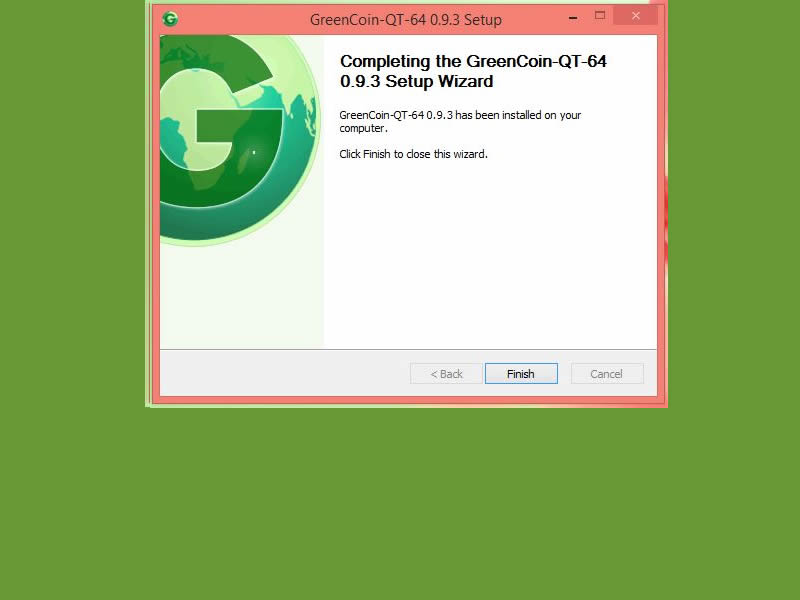 GreenCoin-QT-64 0.9.3 Setup
Completing the GreenCoin-QT-64
0.9.3 Setup Wizard
GreenCoin-QT-64 0.9.3 has been installed on your
computer.
Click Finish to close this wizard.
< Back Finish Cancel